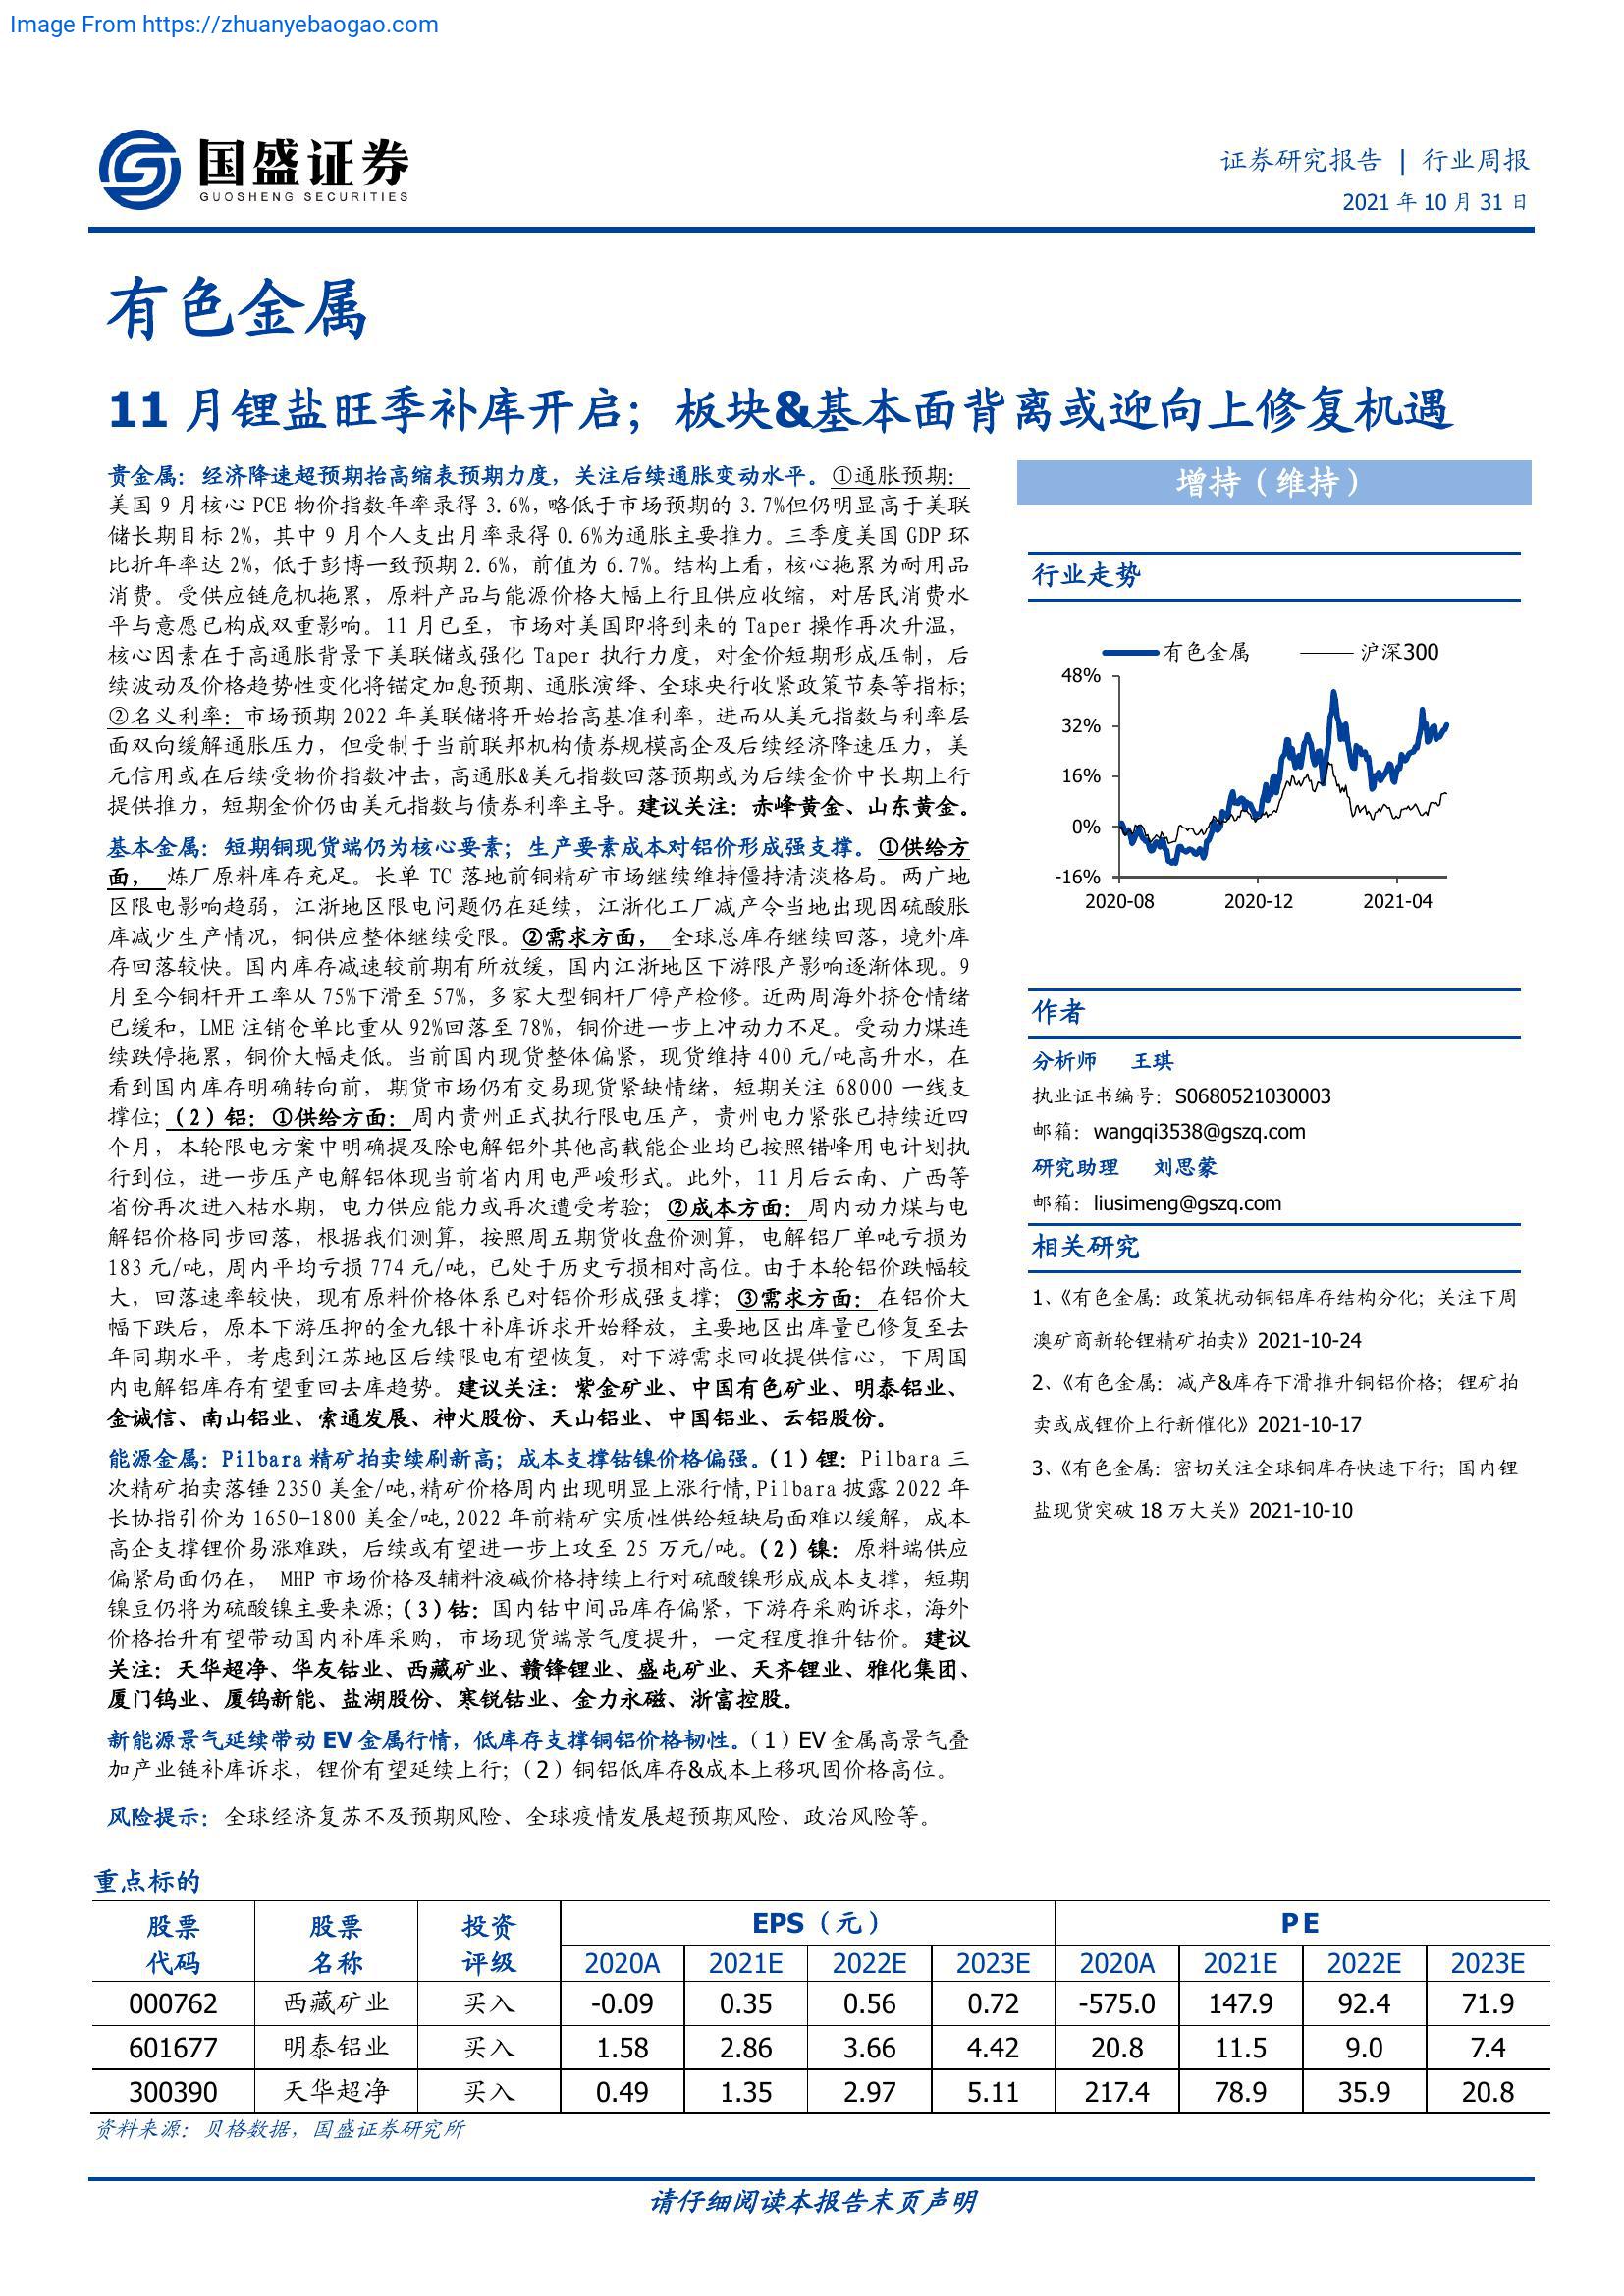 Image From https://zhuanyebaogao.com
国盛证券
GUOSHENG SECURITIES
证券研究报告 | 行业周报
2021 年 10 月 31 日
有色金属
11 月锂盐旺季补库开启；板块&基本面背离或迎向上修复机遇
贵金属：经济降速超预期抬高缩表预期力度，关注后续通胀变动水平。①通胀预期：
美国 9 月核心 PCE 物价指数年率录得 3.6%，略低于市场预期的 3.7%但仍明显高于美联
储长期目标 2%，其中 9 月个人支出月率录得 0.6%为通胀主要推力。三季度美国 GDP 环
比折年率达 2%，低于彭博一致预期 2.6%，前值为 6.7%。结构上看，核心拖累为耐用品
消费。受供应链危机拖累，原料产品与能源价格大幅上行且供应收缩，对居民消费水
平与意愿已构成双重影响。11 月已至，市场对美国即将到来的 Taper 操作再次升温，
核心因素在于高通胀背景下美联储或强化 Taper 执行力度，对金价短期形成压制，后
续波动及价格趋势性变化将锚定加息预期、通胀演绎、全球央行收紧政策节奏等指标；
②名义利率：市场预期 2022 年美联储将开始抬高基准利率，进而从美元指数与利率层
面双向缓解通胀压力，但受制于当前联邦机构债券规模高企及后续经济降速压力，美
元信用或在后续受物价指数冲击，高通胀&美元指数回落预期或为后续金价中长期上行
提供推力，短期金价仍由美元指数与债券利率主导。建议关注：赤峰黄金、山东黄金。
基本金属：短期铜现货端仍为核心要素；生产要素成本对铝价形成强支撑。①供给方
面，炼厂原料库存充足。长单 TC 落地前铜精矿市场继续维持僵持清淡格局。两广地
区限电影响趋弱，江浙地区限电问题仍在延续，江浙化工厂减产令当地出现因硫酸胀
库减少生产情况，铜供应整体继续受限。②需求方面，全球总库存继续回落，境外库
存回落较快。国内库存减速较前期有所放缓，国内江浙地区下游限产影响逐渐体现。9
月至今铜杆开工率从 75%下滑至 57%，多家大型铜杆厂停产检修。近两周海外挤仓情绪
已缓和，LME 注销仓单比重从 92%回落至 78%，铜价进一步上冲动力不足。受动力煤连
续跌停拖累，铜价大幅走低。当前国内现货整体偏紧，现货维持 400 元/吨高升水，在
看到国内库存明确转向前，期货市场仍有交易现货紧缺情绪，短期关注 68000 一线支
撑位；（2）铝：①供给方面：周内贵州正式执行限电压产，贵州电力紧张已持续近四
个月，本轮限电方案中明确提及除电解铝外其他高载能企业均已按照错峰用电计划执
行到位，进一步压产电解铝体现当前省内用电严峻形式。此外，11 月后云南、广西等
省份再次进入枯水期，电力供应能力或再次遭受考验；②成本方面：周内动力煤与电
解铝价格同步回落，根据我们测算，按照周五期货收盘价测算，电解铝厂单吨亏损为
183 元/吨，周内平均亏损 774 元/吨，已处于历史亏损相对高位。由于本轮铝价跌幅较
大，回落速率较快，现有原料价格体系已对铝价形成强支撑；③需求方面：在铝价大
幅下跌后，原本下游压抑的金九银十补库诉求开始释放，主要地区出库量已修复至去
年同期水平，考虑到江苏地区后续限电有望恢复，对下游需求回收提供信心，下周国
内电解铝库存有望重回去库趋势。建议关注：紫金矿业、中国有色矿业、明泰铝业、
金诚信、南山铝业、索通发展、神火股份、天山铝业、中国铝业、云铝股份。
能源金属：Pilbara 精矿拍卖续刷新高；成本支撑钴镍价格偏强。（1）锂：Pilbara 三
次精矿拍卖落锤 2350 美金/吨，精矿价格周内出现明显上涨行情，Pilbara 披露 2022 年
长协指引价为 1650-1800 美金/吨，2022 年前精矿实质性供给短缺局面难以缓解，成本
高企支撑锂价易涨难跌，后续或有望进一步上攻至 25 万元/吨。（2）镍：原料端供应
偏紧局面仍在， MHP 市场价格及辅料液碱价格持续上行对硫酸镍形成成本支撑，短期
镍豆仍将为硫酸镍主要来源；（3）钴：国内钴中间品库存偏紧，下游存采购诉求，海外
价格抬升有望带动国内补库采购，市场现货端景气度提升，一定程度推升钴价。建议
关注：天华超净、华友钴业、西藏矿业、赣锋锂业、盛屯矿业、天齐锂业、雅化集团、
厦门钨业、厦钨新能、盐湖股份、寒锐钴业、金力永磁、浙富控股。
新能源景气延续带动 EV 金属行情，低库存支撑铜铝价格韧性。（1）EV 金属高景气叠
加产业链补库诉求，锂价有望延续上行；（2）铜铝低库存&成本上移巩固价格高位。
风险提示：全球经济复苏不及预期风险、全球疫情发展超预期风险、政治风险等。
增持（维持）
行业走势
有色金属 沪深300
48%
32%
16%
0%
-16%
2020-08 2020-12 2021-04
作者
分析师 王琪
执业证书编号：S0680521030003
邮箱：wangqi3538@gszq.com
研究助理 刘思蒙
邮箱：liusimeng@gszq.com
相关研究
1、《有色金属：政策扰动铜铝库存结构分化；关注下周
澳矿商新轮锂精矿拍卖》2021-10-24
2、《有色金属：减产&库存下滑推升铜铝价格；锂矿拍
卖或成锂价上行新催化》2021-10-17
3、《有色金属：密切关注全球铜库存快速下行；国内锂
盐现货突破 18 万大关》2021-10-10
重点标的
股票 股票 投资 EPS（元） PE
代码 名称 评级 2020A 2021E 2022E 2023E 2020A 2021E 2022E 2023E
000762 西藏矿业 买入 -0.09 0.35 0.56 0.72 -575.0 147.9 92.4 71.9
601677 明泰铝业 买入 1.58 2.86 3.66 4.42 20.8 11.5 9.0 7.4
300390 天华超净 买入 0.49 1.35 2.97 5.11 217.4 78.9 35.9 20.8
资料来源：贝格数据，国盛证券研究所
请仔细阅读本报告末页声明